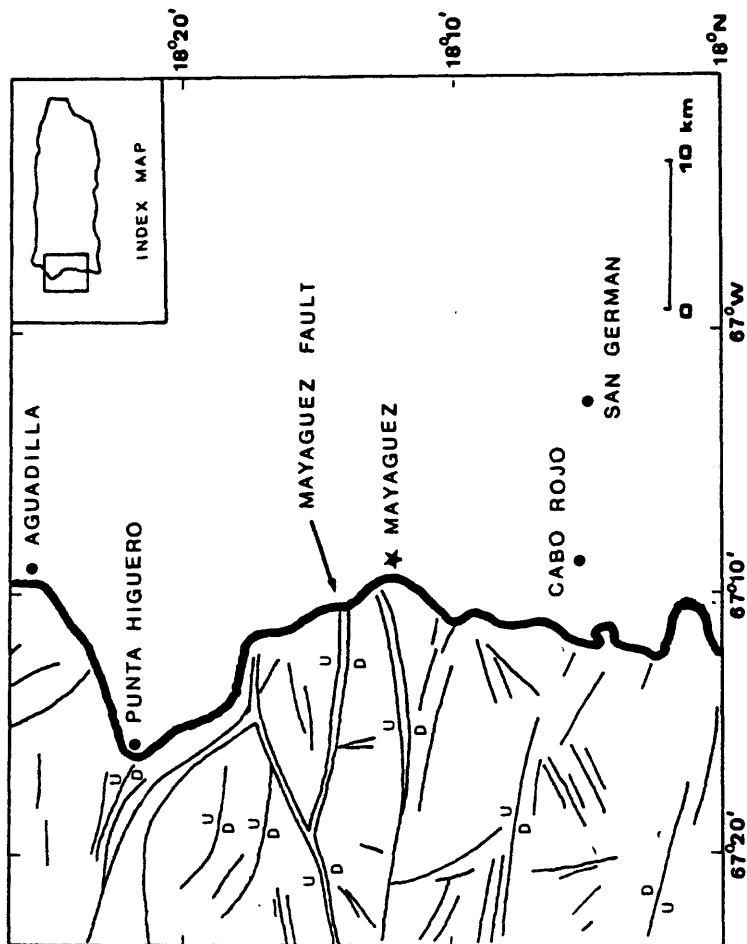 18°20'
18°10'
18°N
INDEX MAP
AGUADILLA
PUNTA HIGUERO
MAYAGUEZ FAULT
MAYAGUEZ
CABO ROJO
SAN GERMAN
0
10 km
67°W
67°10'
67°20'
U
D
U
D
U
D
U
D
U
D
U
D
U
D
D
U